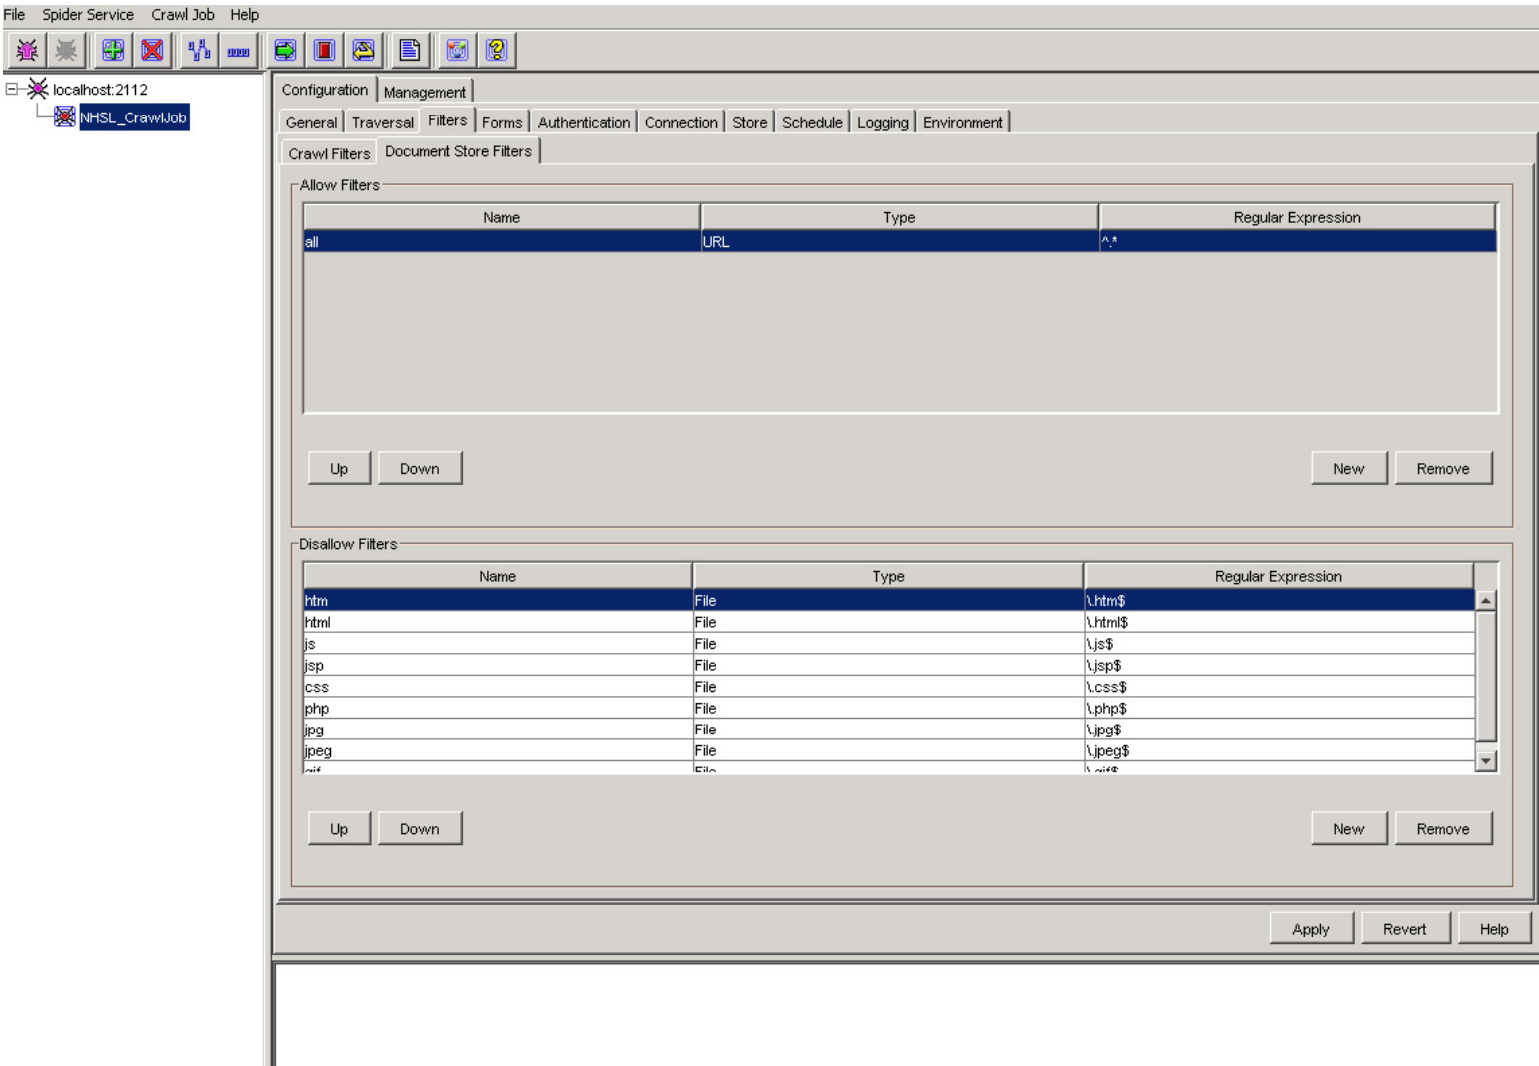 File Spider Service Crawl Job Help
localhost:2112
NHSL_CrawlJob
Configuration Management
General Traversal Filters Forms Authentication Connection Store Schedule Logging Environment
Crawl Filters Document Store Filters
Allow Filters
Name Type Regular Expression
all URL ^.*
Up Down New Remove
Disallow Filters
Name Type Regular Expression
htm File \.htm$
html File \.html$
js File \.js$
jsp File \.jsp$
css File \.css$
php File \.php$
jpg File \.jpg$
jpeg File \.jpeg$
gif File \.gif$
Up Down New Remove
Apply Revert Help